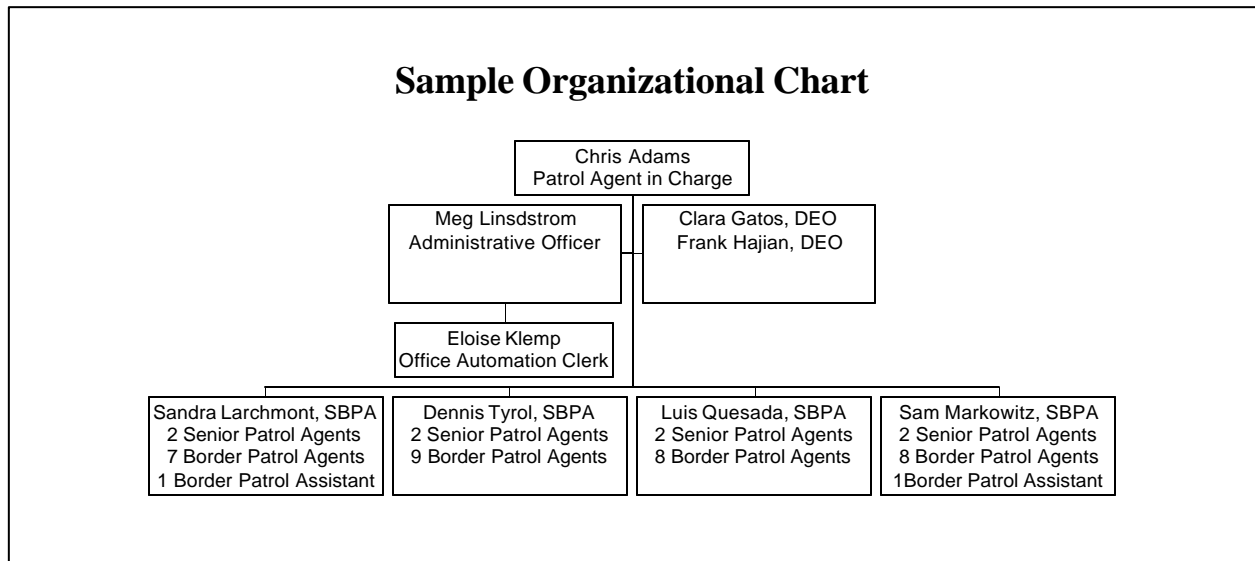 Sample Organizational Chart
Chris Adams
Patrol Agent in Charge
Meg Linsdstrom
Administrative Officer
Clara Gatos, DEO
Frank Hajian, DEO
Eloise Klemp
Office Automation Clerk
Sandra Larchmont, SBPA
2 Senior Patrol Agents
7 Border Patrol Agents
1 Border Patrol Assistant
Dennis Tyrol, SBPA
2 Senior Patrol Agents
9 Border Patrol Agents
Luis Quesada, SBPA
2 Senior Patrol Agents
8 Border Patrol Agents
Sam Markowitz, SBPA
2 Senior Patrol Agents
8 Border Patrol Agents
1Border Patrol Assistant